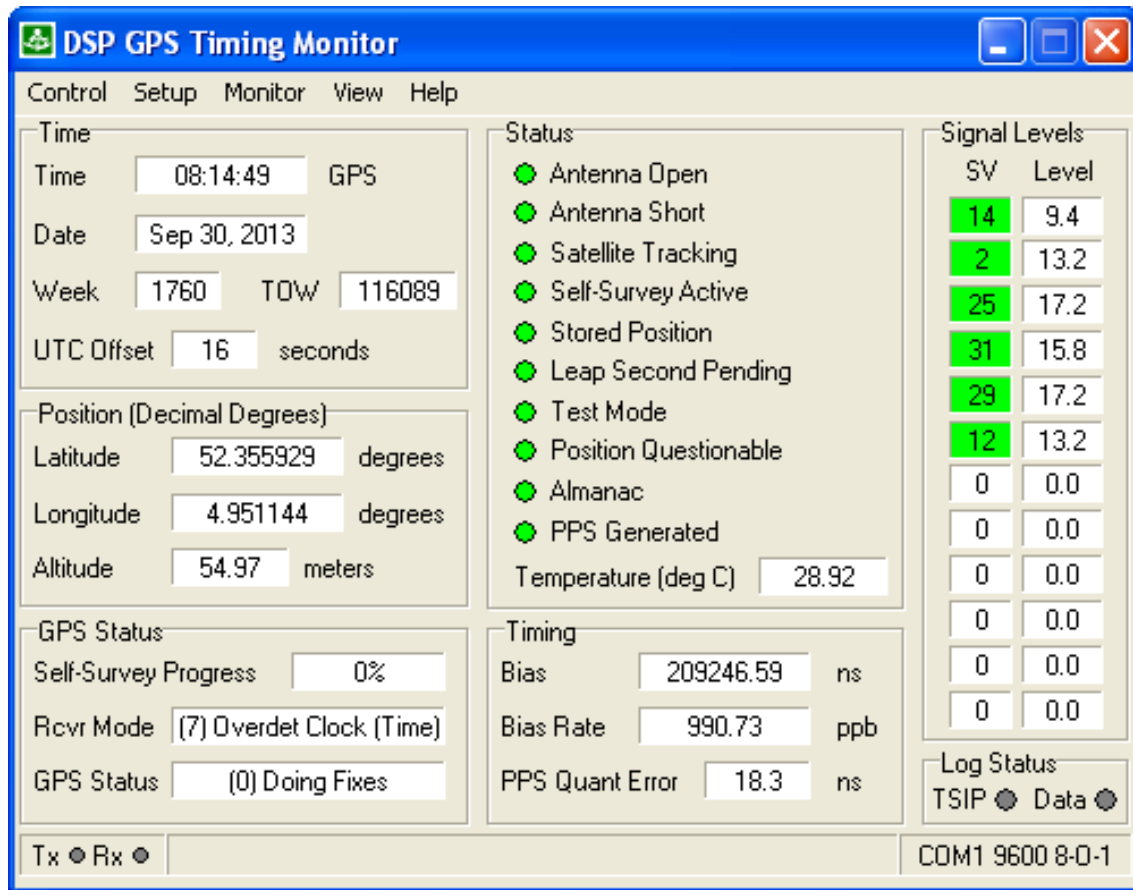 DSP GPS Timing Monitor
Control Setup Monitor View Help
Time
Time 08:14:49 GPS
Date Sep 30, 2013
Week 1760 TOW 116089
UTC Offset 16 seconds
Position (Decimal Degrees)
Latitude 52.355929 degrees
Longitude 4.951144 degrees
Altitude 54.97 meters
GPS Status
Self-Survey Progress 0%
Rcvr Mode (7) Overdet Clock (Time)
GPS Status (0) Doing Fixes
Status
Antenna Open
Antenna Short
Satellite Tracking
Self-Survey Active
Stored Position
Leap Second Pending
Test Mode
Position Questionable
Almanac
PPS Generated
Temperature (deg C) 28.92
Timing
Bias 209246.59 ns
Bias Rate 990.73 ppb
PPS Quant Error 18.3 ns
Signal Levels
SV Level
14 9.4
2 13.2
25 17.2
31 15.8
29 17.2
12 13.2
0 0.0
0 0.0
0 0.0
0 0.0
0 0.0
0 0.0
Log Status
TSIP Data
Tx Rx
COM1 9600 8-O-1